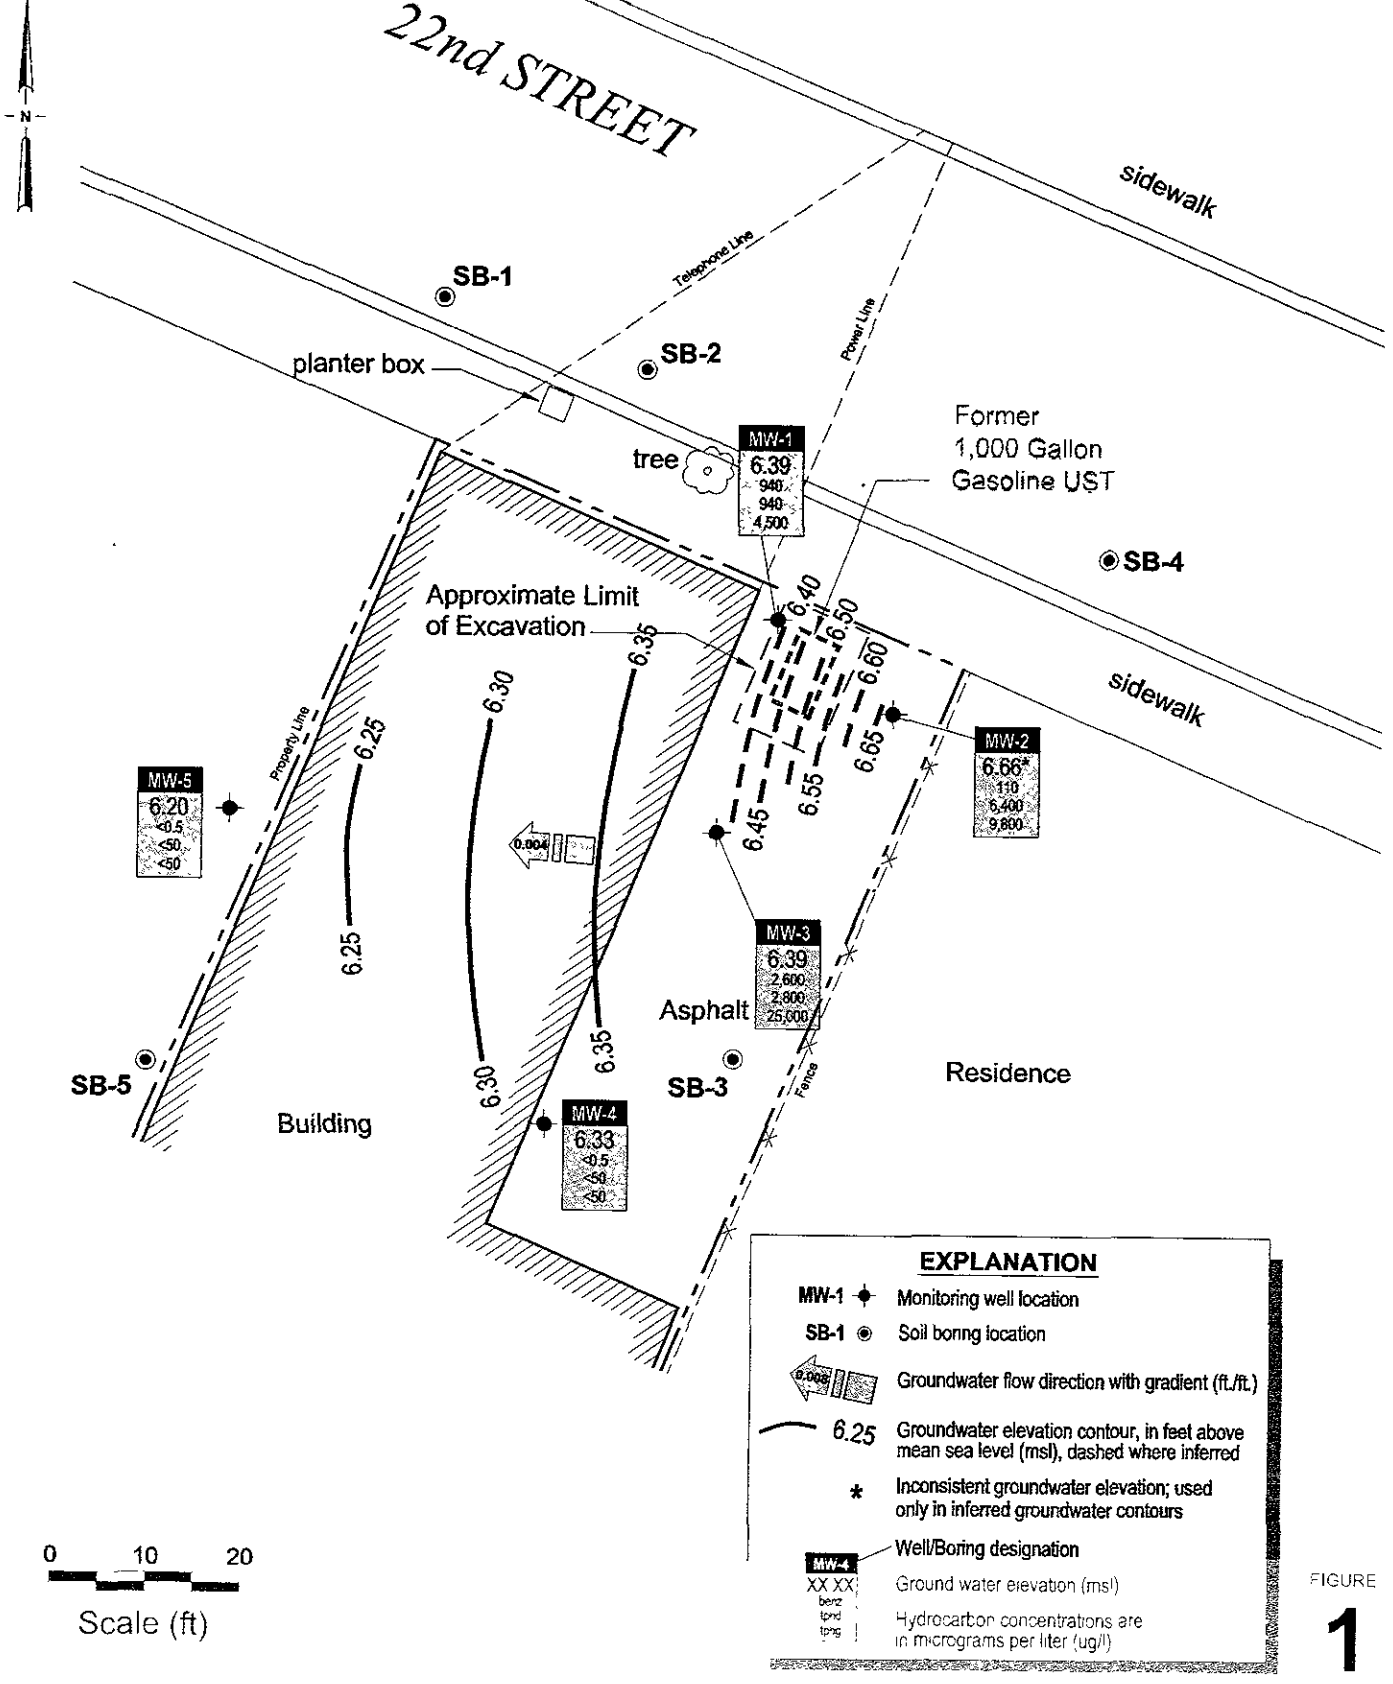 22nd STREET
N
sidewalk
Telephone Line
Power Line
SB-1
SB-2
planter box
tree
MW-1
6.39
940
940
4,500
Former
1,000 Gallon
Gasoline UST
SB-4
Approximate Limit
of Excavation
6.40
6.50
6.60
6.35
6.30
6.25
sidewalk
Property Line
MW-5
6.20
<0.5
<50
<50
MW-2
6.66*
110
6,400
9,800
6.65
6.55
6.45
0.004
6.25
6.30
6.35
MW-3
6.39
2,600
2,800
25,000
Asphalt
SB-3
Fence
Residence
SB-5
Building
MW-4
6.33
<0.5
<50
<50
EXPLANATION
MW-1 Monitoring well location
SB-1 Soil boring location
0.008 Groundwater flow direction with gradient (ft./ft.)
6.25 Groundwater elevation contour, in feet above
mean sea level (msl), dashed where inferred
* Inconsistent groundwater elevation; used
only in inferred groundwater contours
Well/Boring designation
MW-4
XX XX Ground water elevation (msl)
benz
tphd Hydrocarbon concentrations are
tphg in micrograms per liter (ug/l)
0 10 20
Scale (ft)
FIGURE
1